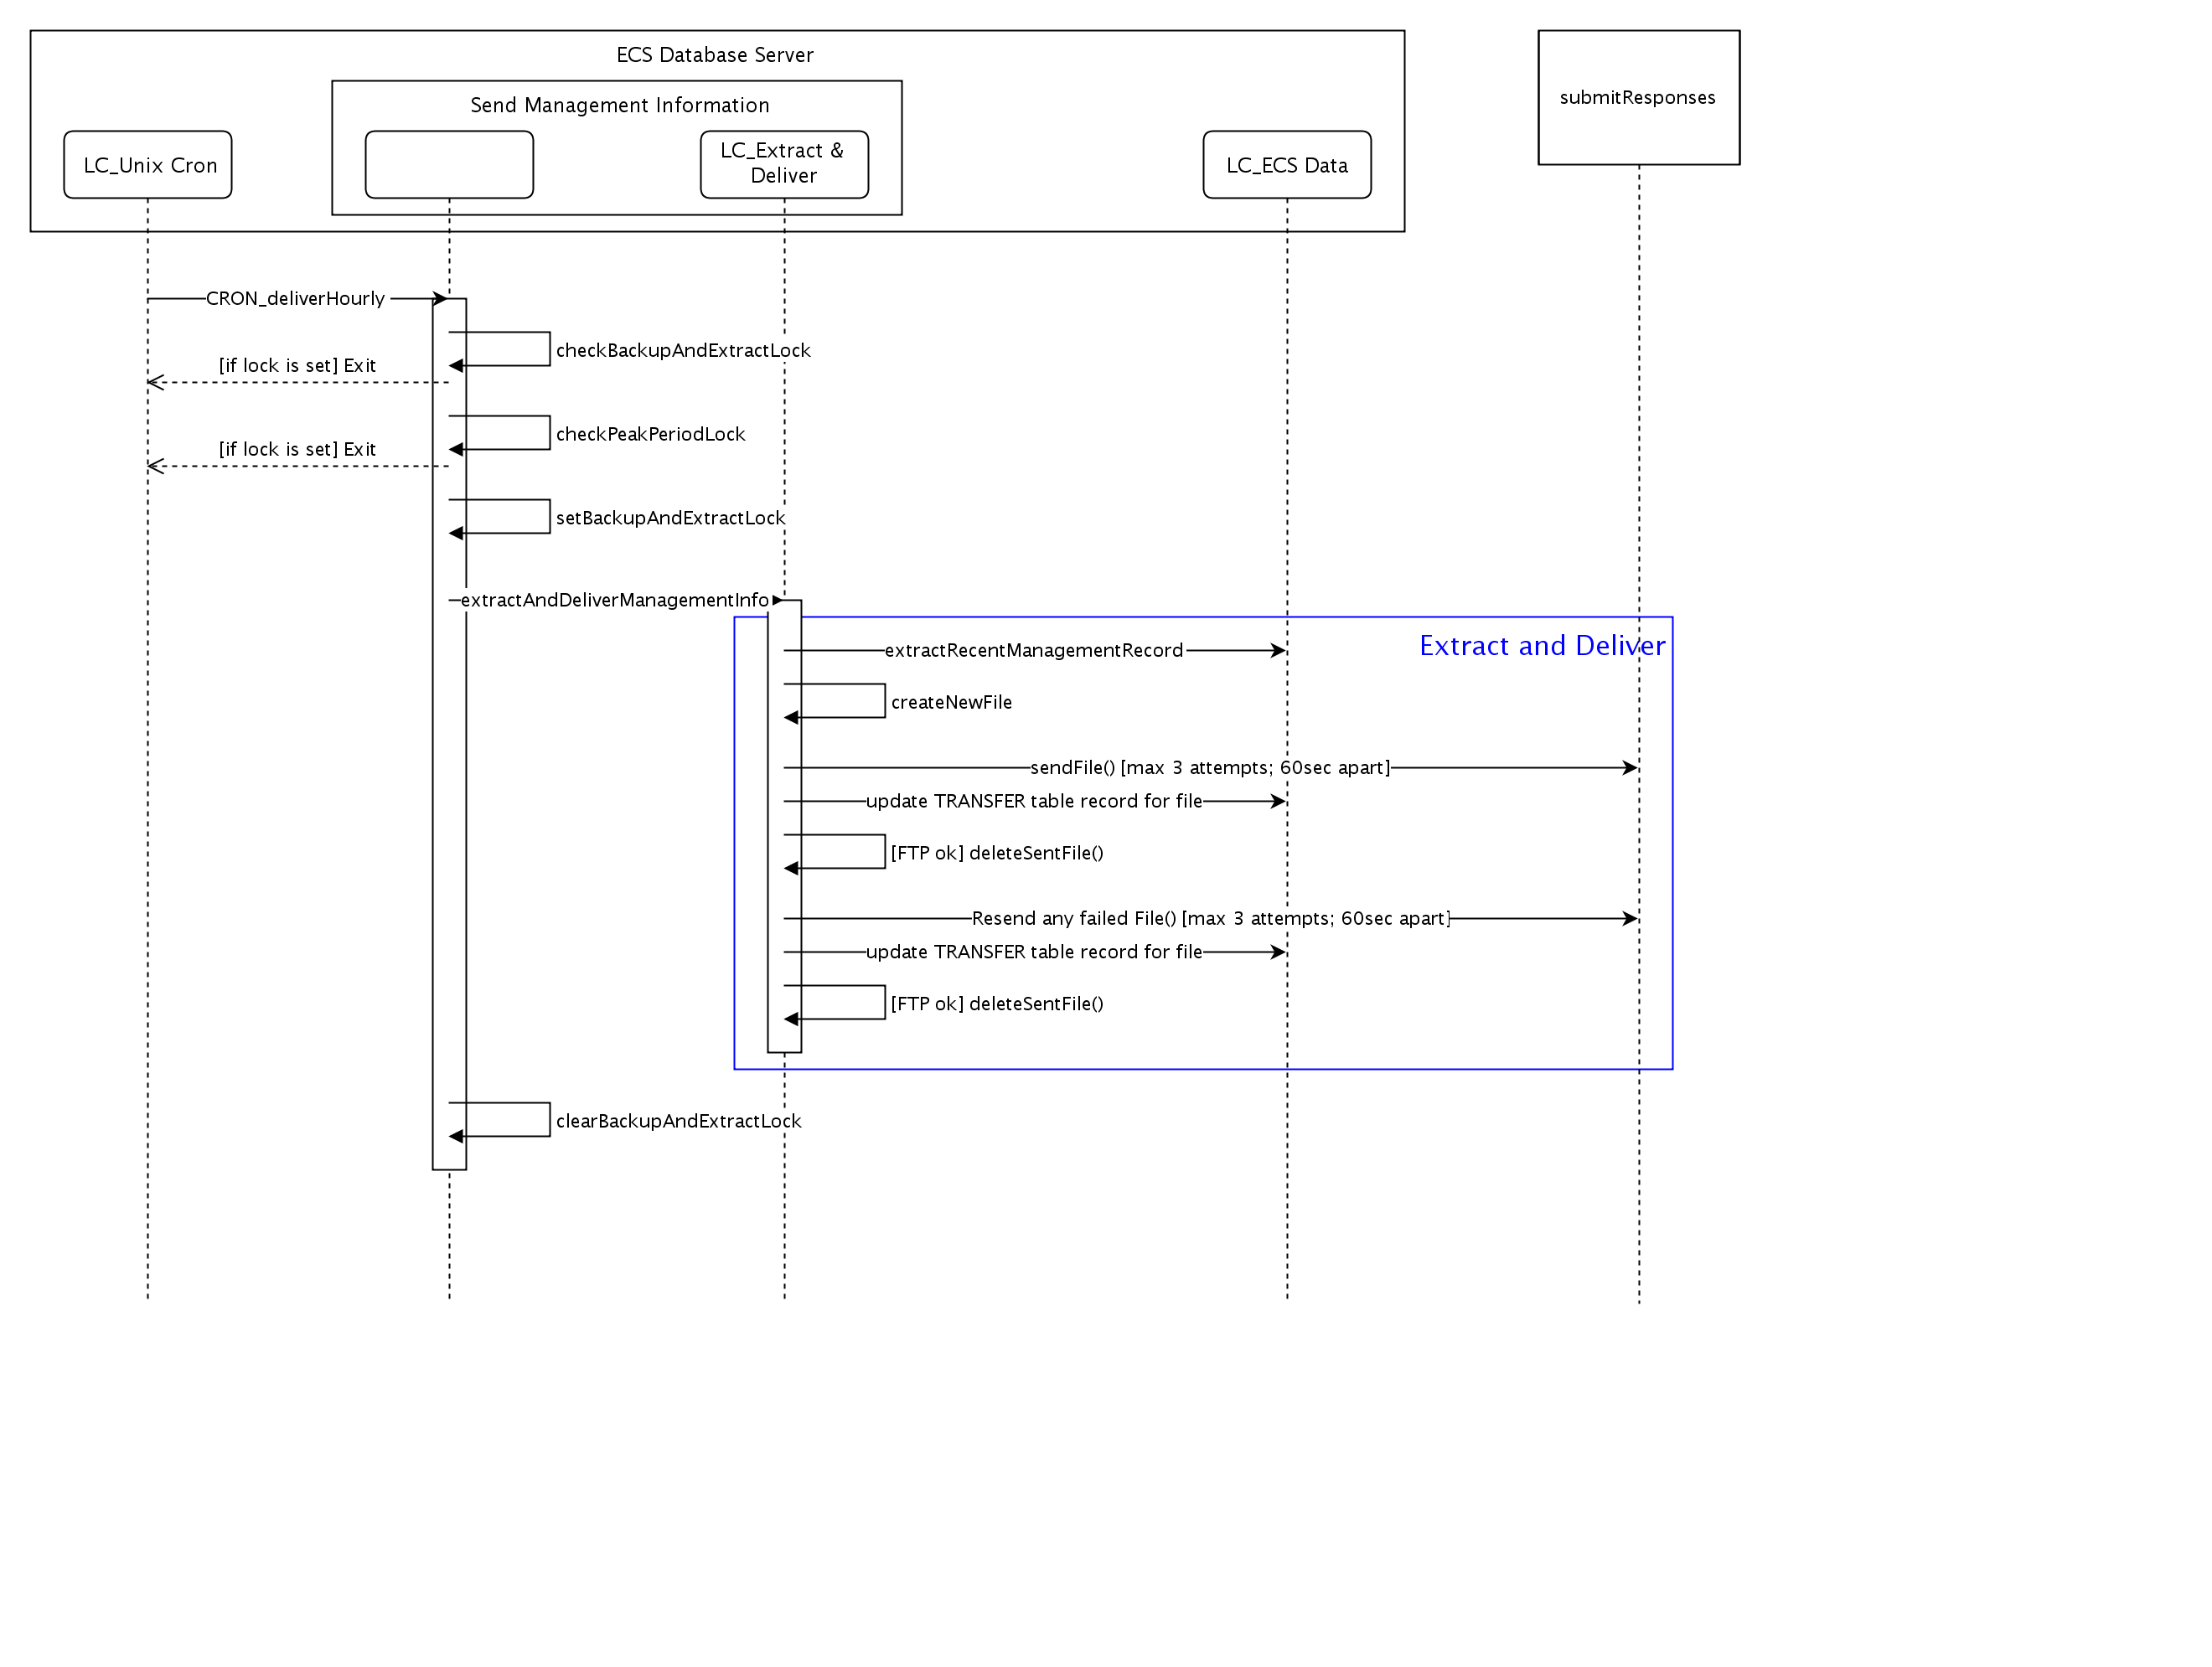 ECS Database Server
Send Management Information
submitResponses
LC_Unix Cron
LC_Extract &
Deliver
LC_ECS Data
CRON_deliverHourly
checkBackupAndExtractLock
[if lock is set] Exit
checkPeakPeriodLock
[if lock is set] Exit
setBackupAndExtractLock
extractAndDeliverManagementInfo
Extract and Deliver
extractRecentManagementRecord
createNewFile
sendFile() [max 3 attempts; 60sec apart]
update TRANSFER table record for file
[FTP ok] deleteSentFile()
Resend any failed File() [max 3 attempts; 60sec apart]
update TRANSFER table record for file
[FTP ok] deleteSentFile()
clearBackupAndExtractLock